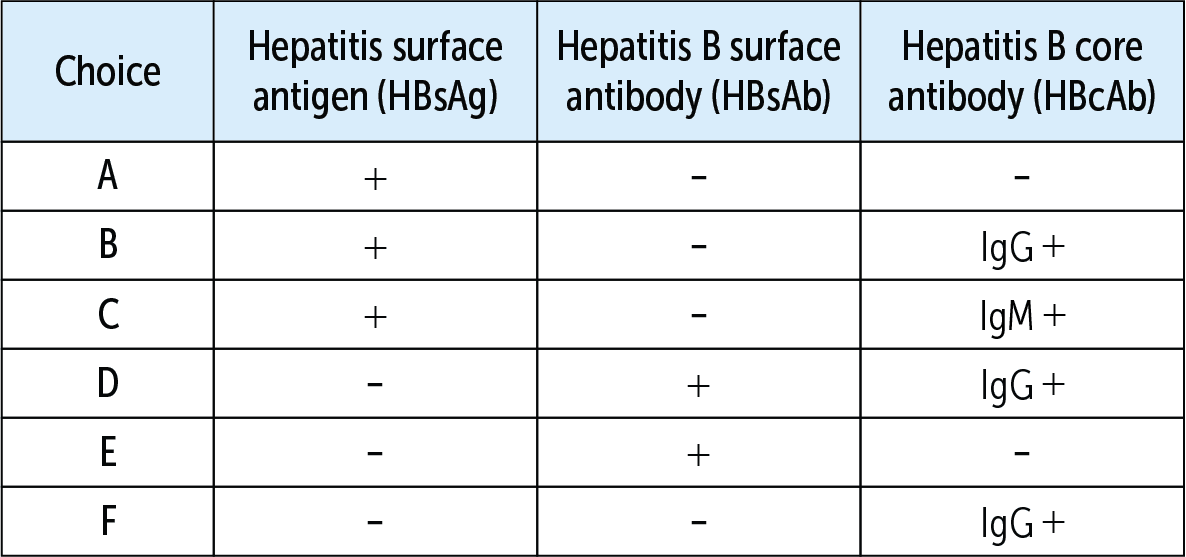 Choice
Hepatitis surface
antigen (HBsAg)
Hepatitis B surface
antibody (HBsAb)
Hepatitis B core
antibody (HBcAb)
A + - -
B + - IgG +
C + - IgM +
D - + IgG +
E - + -
F - - IgG +